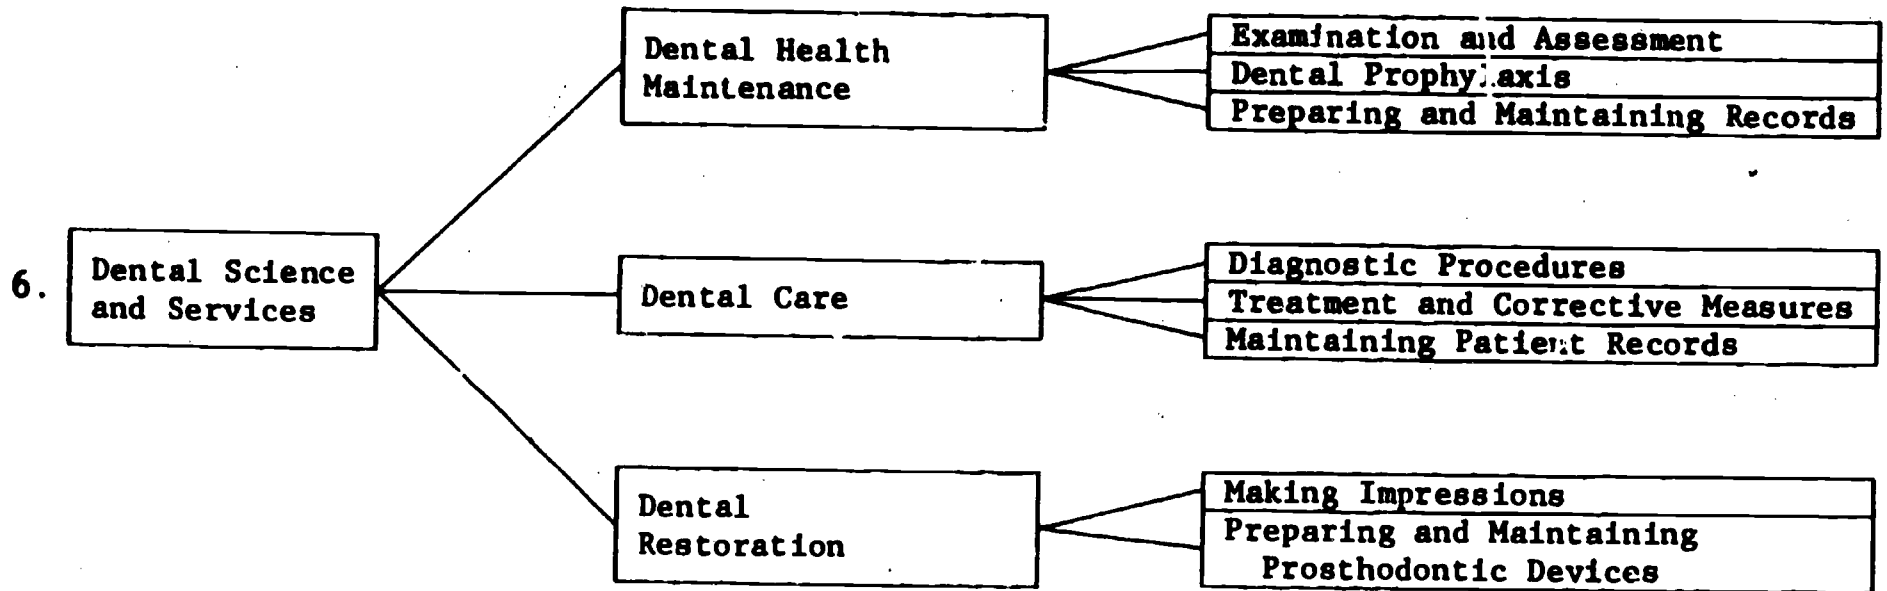 Dental Health
Maintenance
Examination and Assessment
Dental Prophylaxis
Preparing and Maintaining Records
6.
Dental Science
and Services
Dental Care
Diagnostic Procedures
Treatment and Corrective Measures
Maintaining Patient Records
Dental
Restoration
Making Impressions
Preparing and Maintaining
Prosthodontic Devices